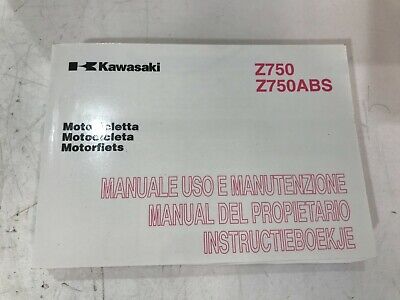 Kawasaki
Z750
Z750ABS
Motocicletta
Motocicleta
Motorfiets
MANUALE USO E MANUTENZIONE
MANUAL DEL PROPIETARIO
INSTRUCTIEBOEKJE